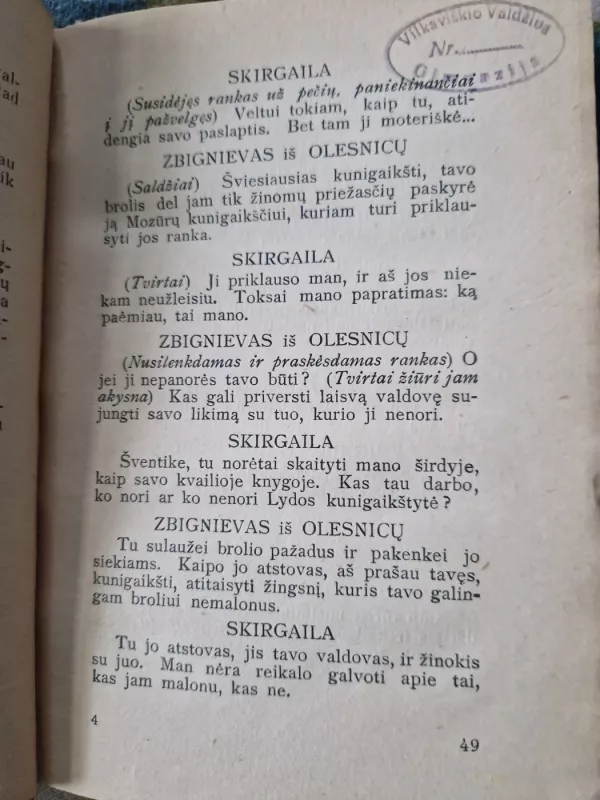 al-
ad
au
ik
i-
g-
ų
a
-
Vilkaviškio Valdžios
Nr.
Gimnazija
SKIRGAILA
(Susidėjęs rankas už pečių, paniekinančiai
į jį pažvelgęs) Veltui tokiam, kaip tu, ati-
dengia savo paslaptis. Bet tam ji moteriškė...
ZBIGNIEVAS iš OLESNICŲ
(Saldžiai) Šviesiausias kunigaikšti, tavo
brolis del jam tik žinomų priežasčių paskyrė
ją Mozūrų kunigaikščiui, kuriam turi priklau-
syti jos ranka.
SKIRGAILA
(Tvirtai) Ji priklauso man, ir aš jos nie-
kam neužleisiu. Toksai mano papratimas: ką
paėmiau, tai mano.
ZBIGNIEVAS iš OLESNICŲ
(Nusilenkdamas ir praskėsdamas rankas) O
jei ji nepanorės tavo būti? (Tvirtai žiūri jam
akysna) Kas gali priversti laisvą valdovę su-
jungti savo likimą su tuo, kurio ji nenori.
SKIRGAILA
Šventike, tu norėtai skaityti mano širdyje,
kaip savo kvailioje knygoje. Kas tau darbo,
ko nori ar ko nenori Lydos kunigaikštytė?
ZBIGNIEVAS iš OLESNICŲ
Tu sulaužei brolio pažadus ir pakenkei jo
siekiams. Kaipo jo atstovas, aš prašau tavęs,
kunigaikšti, atitaisyti žingsnį, kuris tavo galin-
gam broliui nemalonus.
SKIRGAILA
Tu jo atstovas, jis tavo valdovas, ir žinokis
su juo. Man nėra reikalo galvoti apie tai,
kas jam malonu, kas ne.
4
49